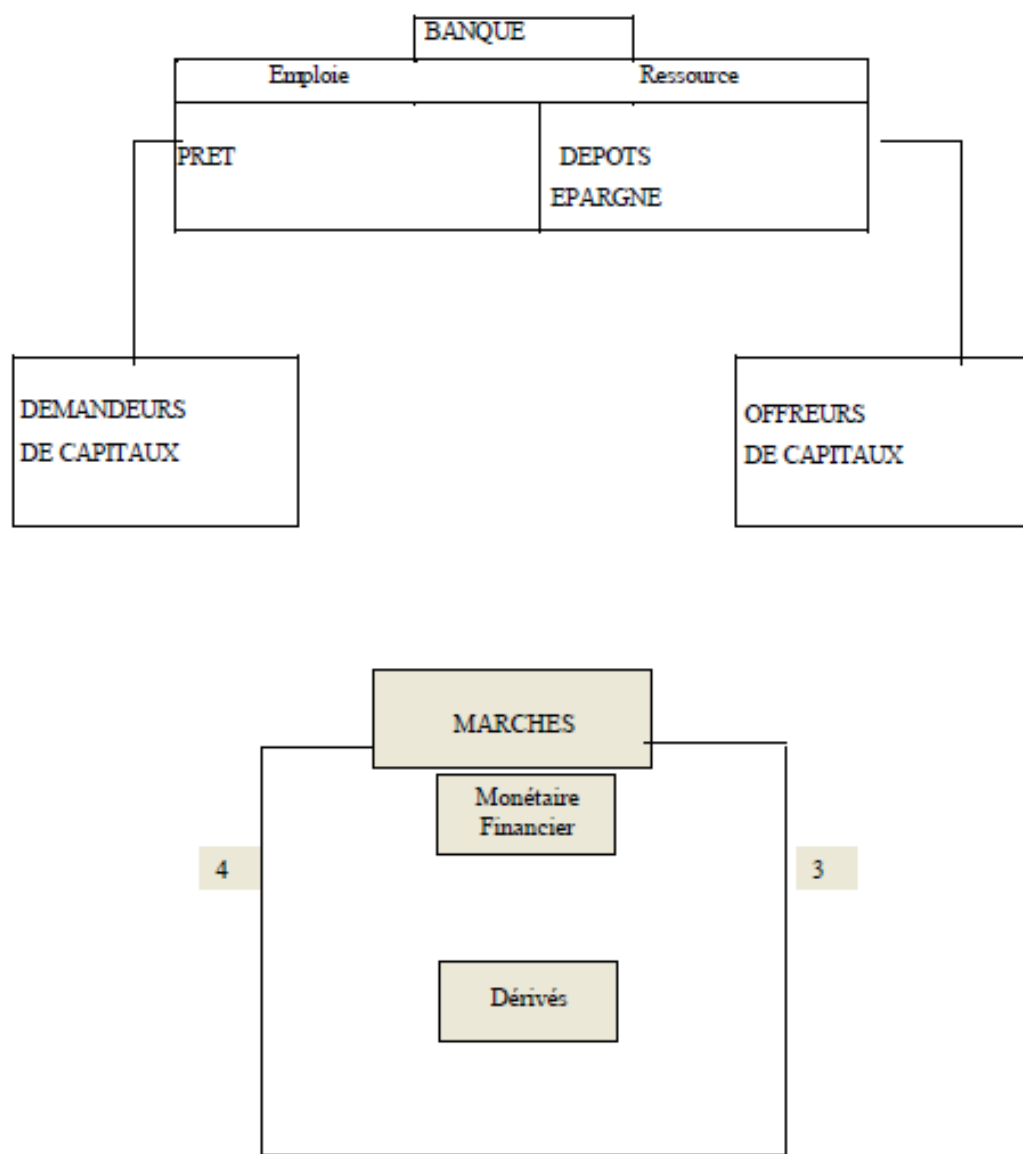 BANQUE
Emploie Ressource
PRET DEPOTS
EPARGNE
DEMANDEURS
DE CAPITAUX
OFFREURS
DE CAPITAUX
MARCHES
Monétaire
Financier
4 3
Dérivés